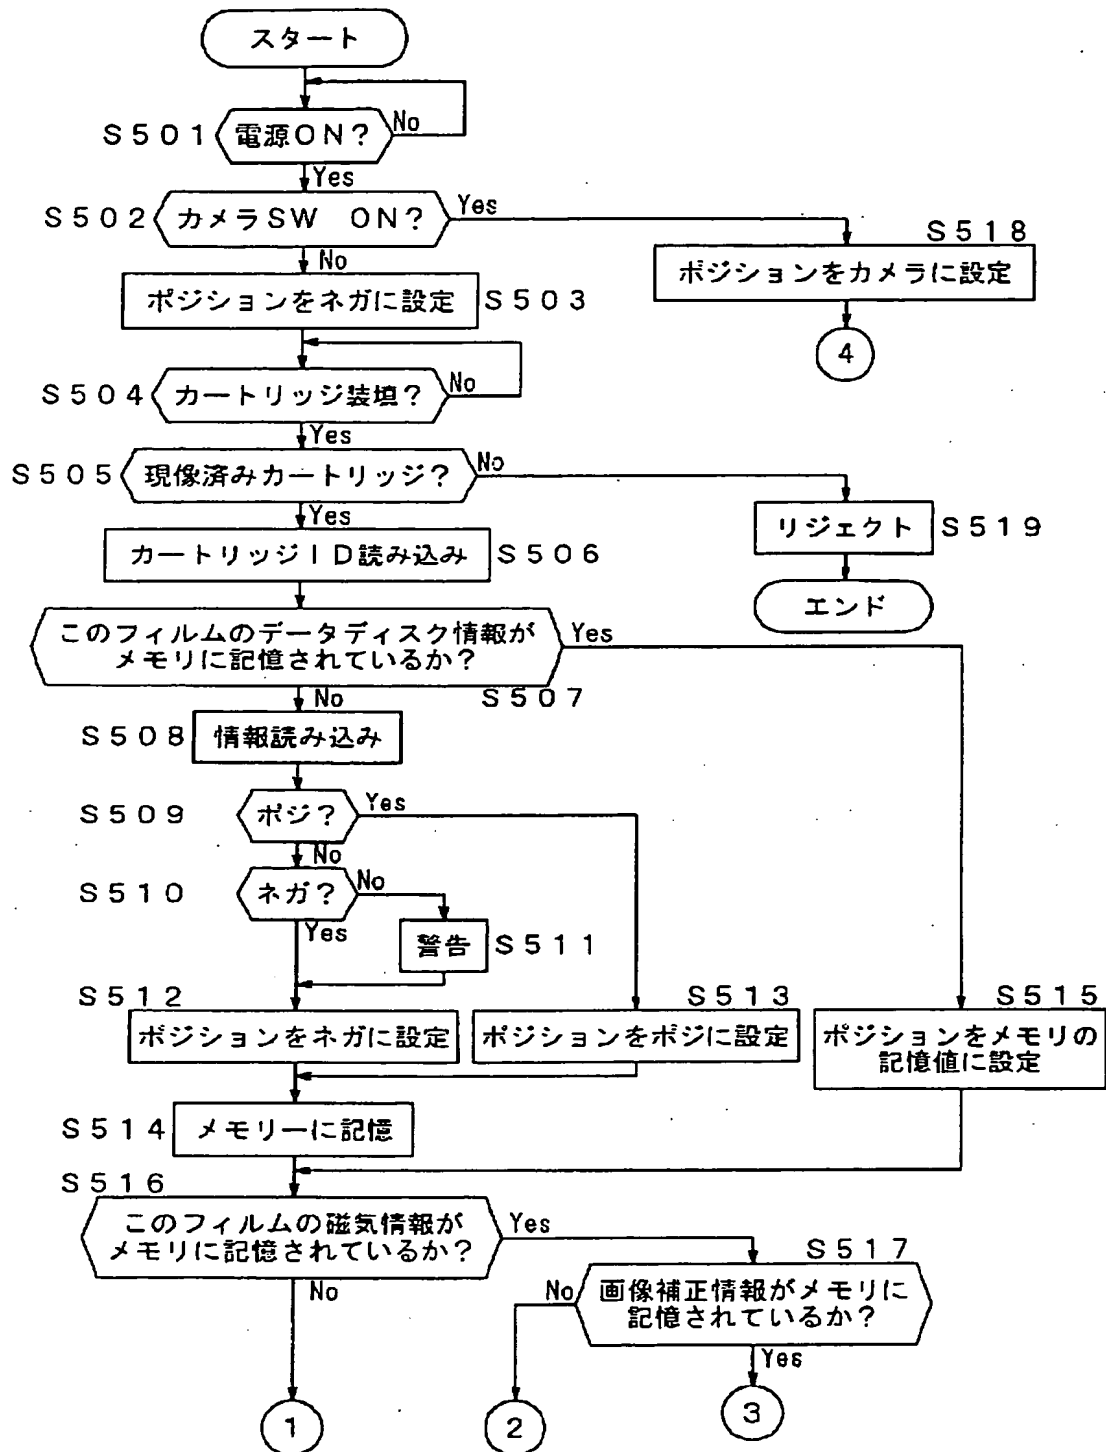 スタート
S501
電源ON?
No
Yes
S502
カメラSW ON?
Yes
No
S518
ポジションをカメラに設定
4
ポジションをネガに設定
S503
S504
カートリッジ装填?
No
Yes
S505
現像済みカートリッジ?
No
Yes
リジェクト
S519
エンド
カートリッジID読み込み
S506
このフィルムのデータディスク情報が
メモリに記憶されているか?
Yes
No
S507
S508
情報読み込み
S509
ポジ?
Yes
No
S510
ネガ?
No
Yes
警告
S511
S512
ポジションをネガに設定
S513
ポジションをポジに設定
S515
ポジションをメモリの
記憶値に設定
S514
メモリーに記憶
S516
このフィルムの磁気情報が
メモリに記憶されているか?
Yes
No
S517
画像補正情報がメモリに
記憶されているか?
No
Yes
1
2
3